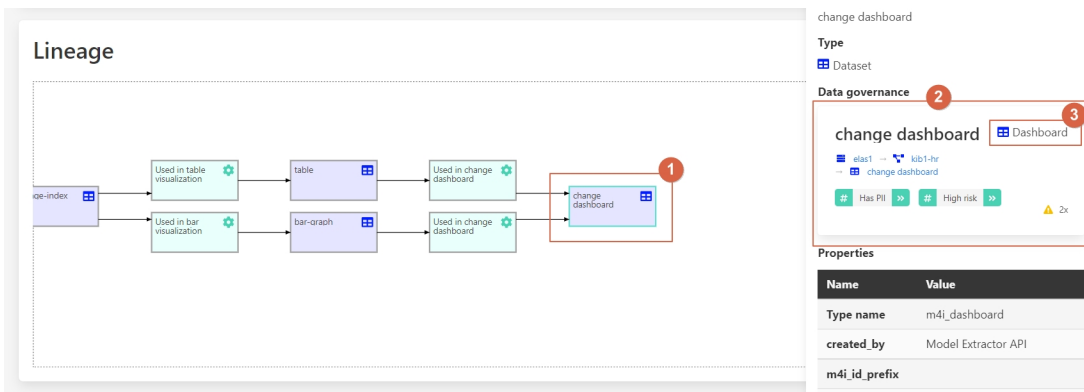 Lineage
ge-index
Used in table
visualization
table
Used in change
dashboard
1
change
dashboard
Used in bar
visualization
bar-graph
Used in change
dashboard
change dashboard
Type
Dataset
Data governance
2
3
change dashboard
Dashboard
elas1 → kib1-hr
→ change dashboard
# Has PII » # High risk »
2x
Properties
Name Value
Type name m4i_dashboard
created_by Model Extractor API
m4i_id_prefix